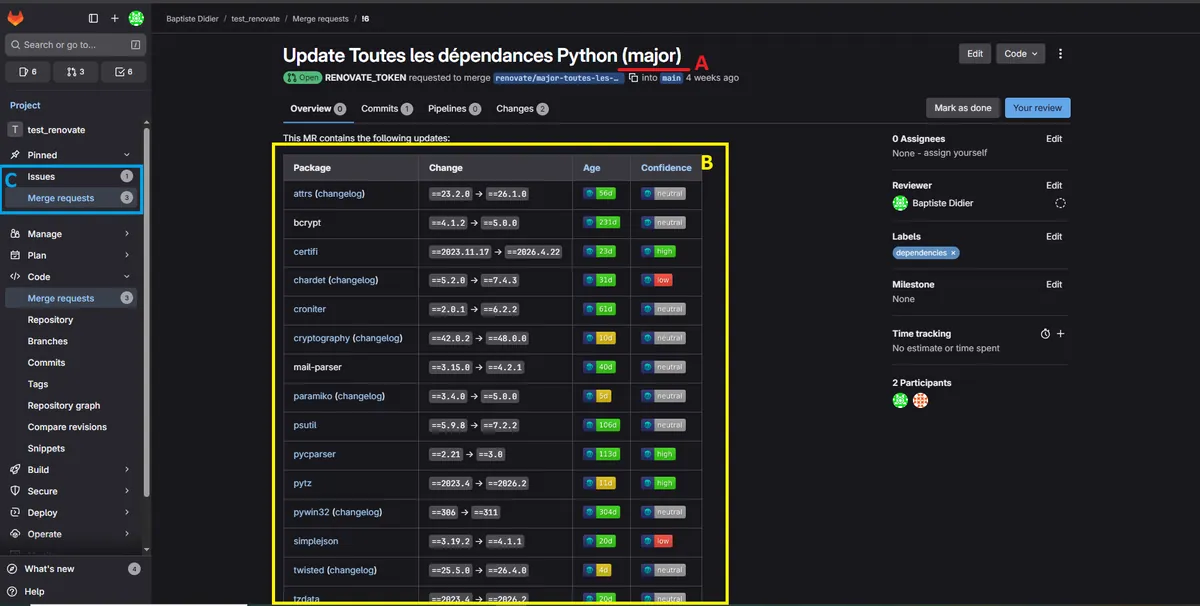 Baptiste Didier / test_renovate / Merge requests / !6
Search or go to... /
6 3 6
Project
T test_renovate
Pinned
C
Issues 1
Merge requests 3
Manage
Plan
Code
Merge requests 3
Repository
Branches
Commits
Tags
Repository graph
Compare revisions
Snippets
Build
Secure
Deploy
Operate
What's new 4
Help
Update Toutes les dépendances Python (major) A
Edit Code
Open RENOVATE_TOKEN requested to merge renovate/major-toutes-les-… into main 4 weeks ago
Overview 0 Commits 1 Pipelines 0 Changes 2
Mark as done Your review
This MR contains the following updates:
B
Package Change Age Confidence
attrs (changelog) ==23.2.0 → ==26.1.0 56d neutral
bcrypt ==4.1.2 → ==5.0.0 231d neutral
certifi ==2023.11.17 → ==2026.4.22 23d high
chardet (changelog) ==5.2.0 → ==7.4.3 31d low
croniter ==2.0.1 → ==6.2.2 61d neutral
cryptography (changelog) ==42.0.2 → ==48.0.0 10d neutral
mail-parser ==3.15.0 → ==4.2.1 40d neutral
paramiko (changelog) ==3.4.0 → ==5.0.0 5d neutral
psutil ==5.9.8 → ==7.2.2 106d neutral
pycparser ==2.21 → ==3.0 113d high
pytz ==2023.4 → ==2026.2 11d high
pywin32 (changelog) ==306 → ==311 304d neutral
simplejson ==3.19.2 → ==4.1.1 20d low
twisted (changelog) ==25.5.0 → ==26.4.0 4d neutral
tzdata ==2023.4 → ==2026.2 20d neutral
0 Assignees Edit
None - assign yourself
Reviewer Edit
Baptiste Didier
Labels Edit
dependencies ×
Milestone Edit
None
Time tracking +
No estimate or time spent
2 Participants